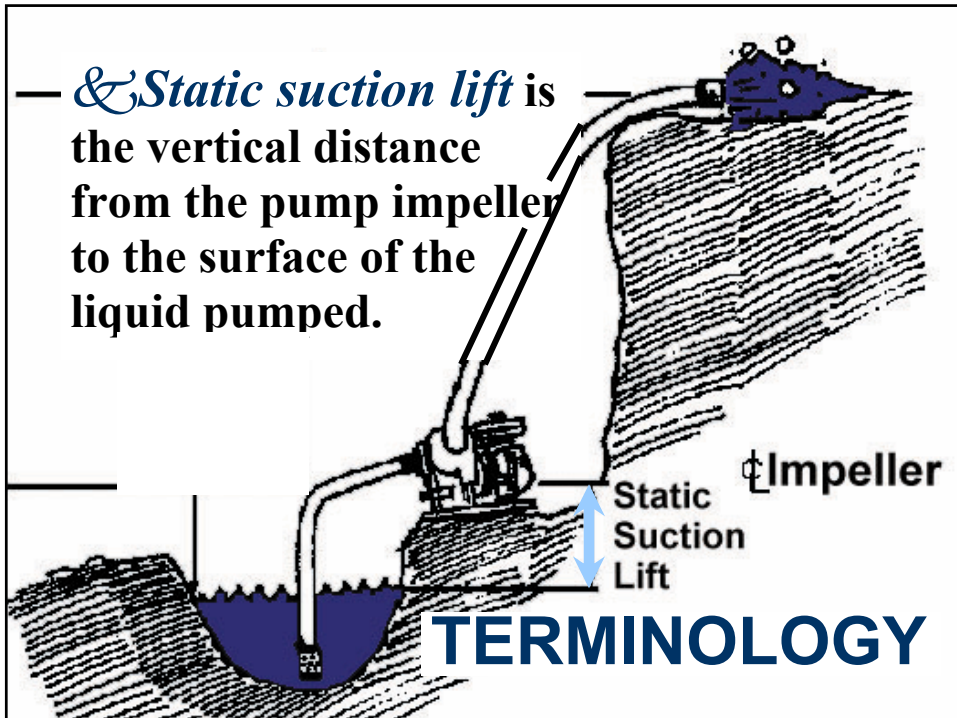 &Static suction lift is
the vertical distance
from the pump impeller
to the surface of the
liquid pumped.
℄Impeller
Static
Suction
Lift
TERMINOLOGY